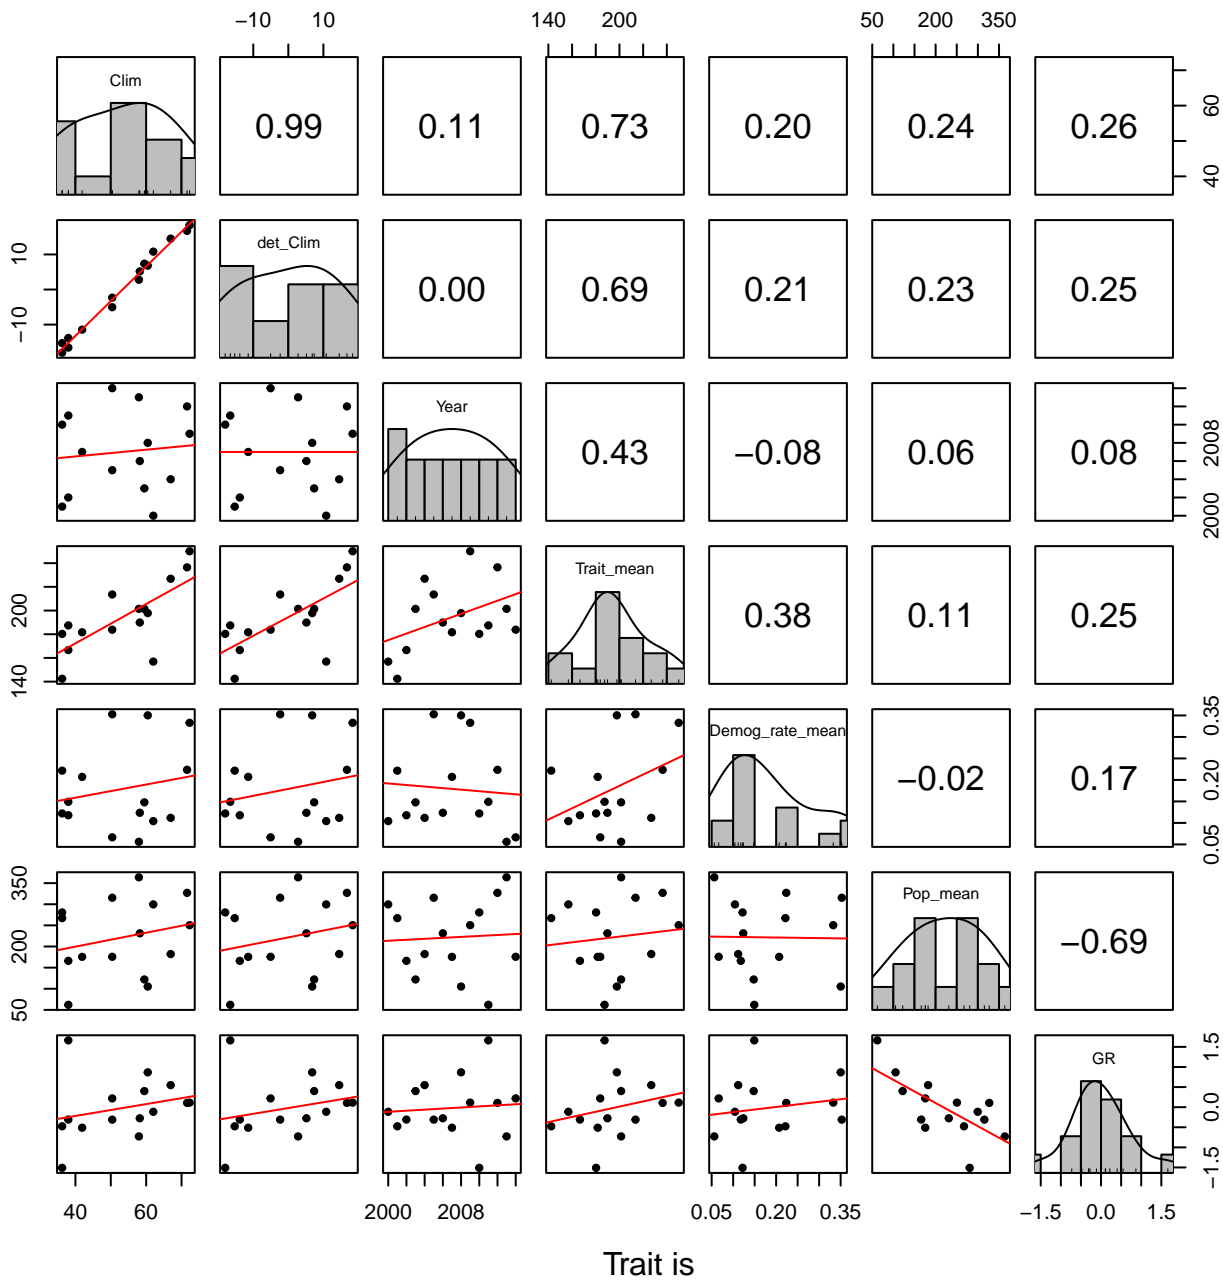 −10 10 140 200 50 200 350
Clim 0.99 0.11 0.73 0.20 0.24 0.26 40 60
−10 10 det_Clim 0.00 0.69 0.21 0.23 0.25
Year 0.43 −0.08 0.06 0.08 2000 2008
140 200 Trait_mean 0.38 0.11 0.25
Demog_rate_mean −0.02 0.17 0.05 0.20 0.35
50 200 350 Pop_mean −0.69
GR −1.5 0.0 1.5
40 60 2000 2008 0.05 0.20 0.35 −1.5 0.0 1.5
Trait is